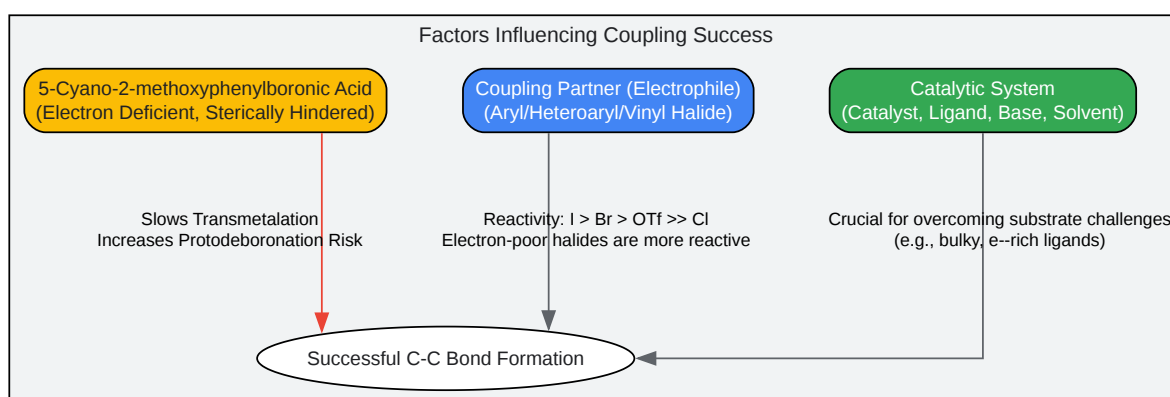 Factors Influencing Coupling Success
5-Cyano-2-methoxyphenylboronic Acid
(Electron Deficient, Sterically Hindered)
Coupling Partner (Electrophile)
(Aryl/Heteroaryl/Vinyl Halide)
Catalytic System
(Catalyst, Ligand, Base, Solvent)
Slows Transmetalation
Increases Protodeboronation Risk
Reactivity: I > Br > OTf >> Cl
Electron-poor halides are more reactive
Crucial for overcoming substrate challenges
(e.g., bulky, e--rich ligands)
Successful C-C Bond Formation